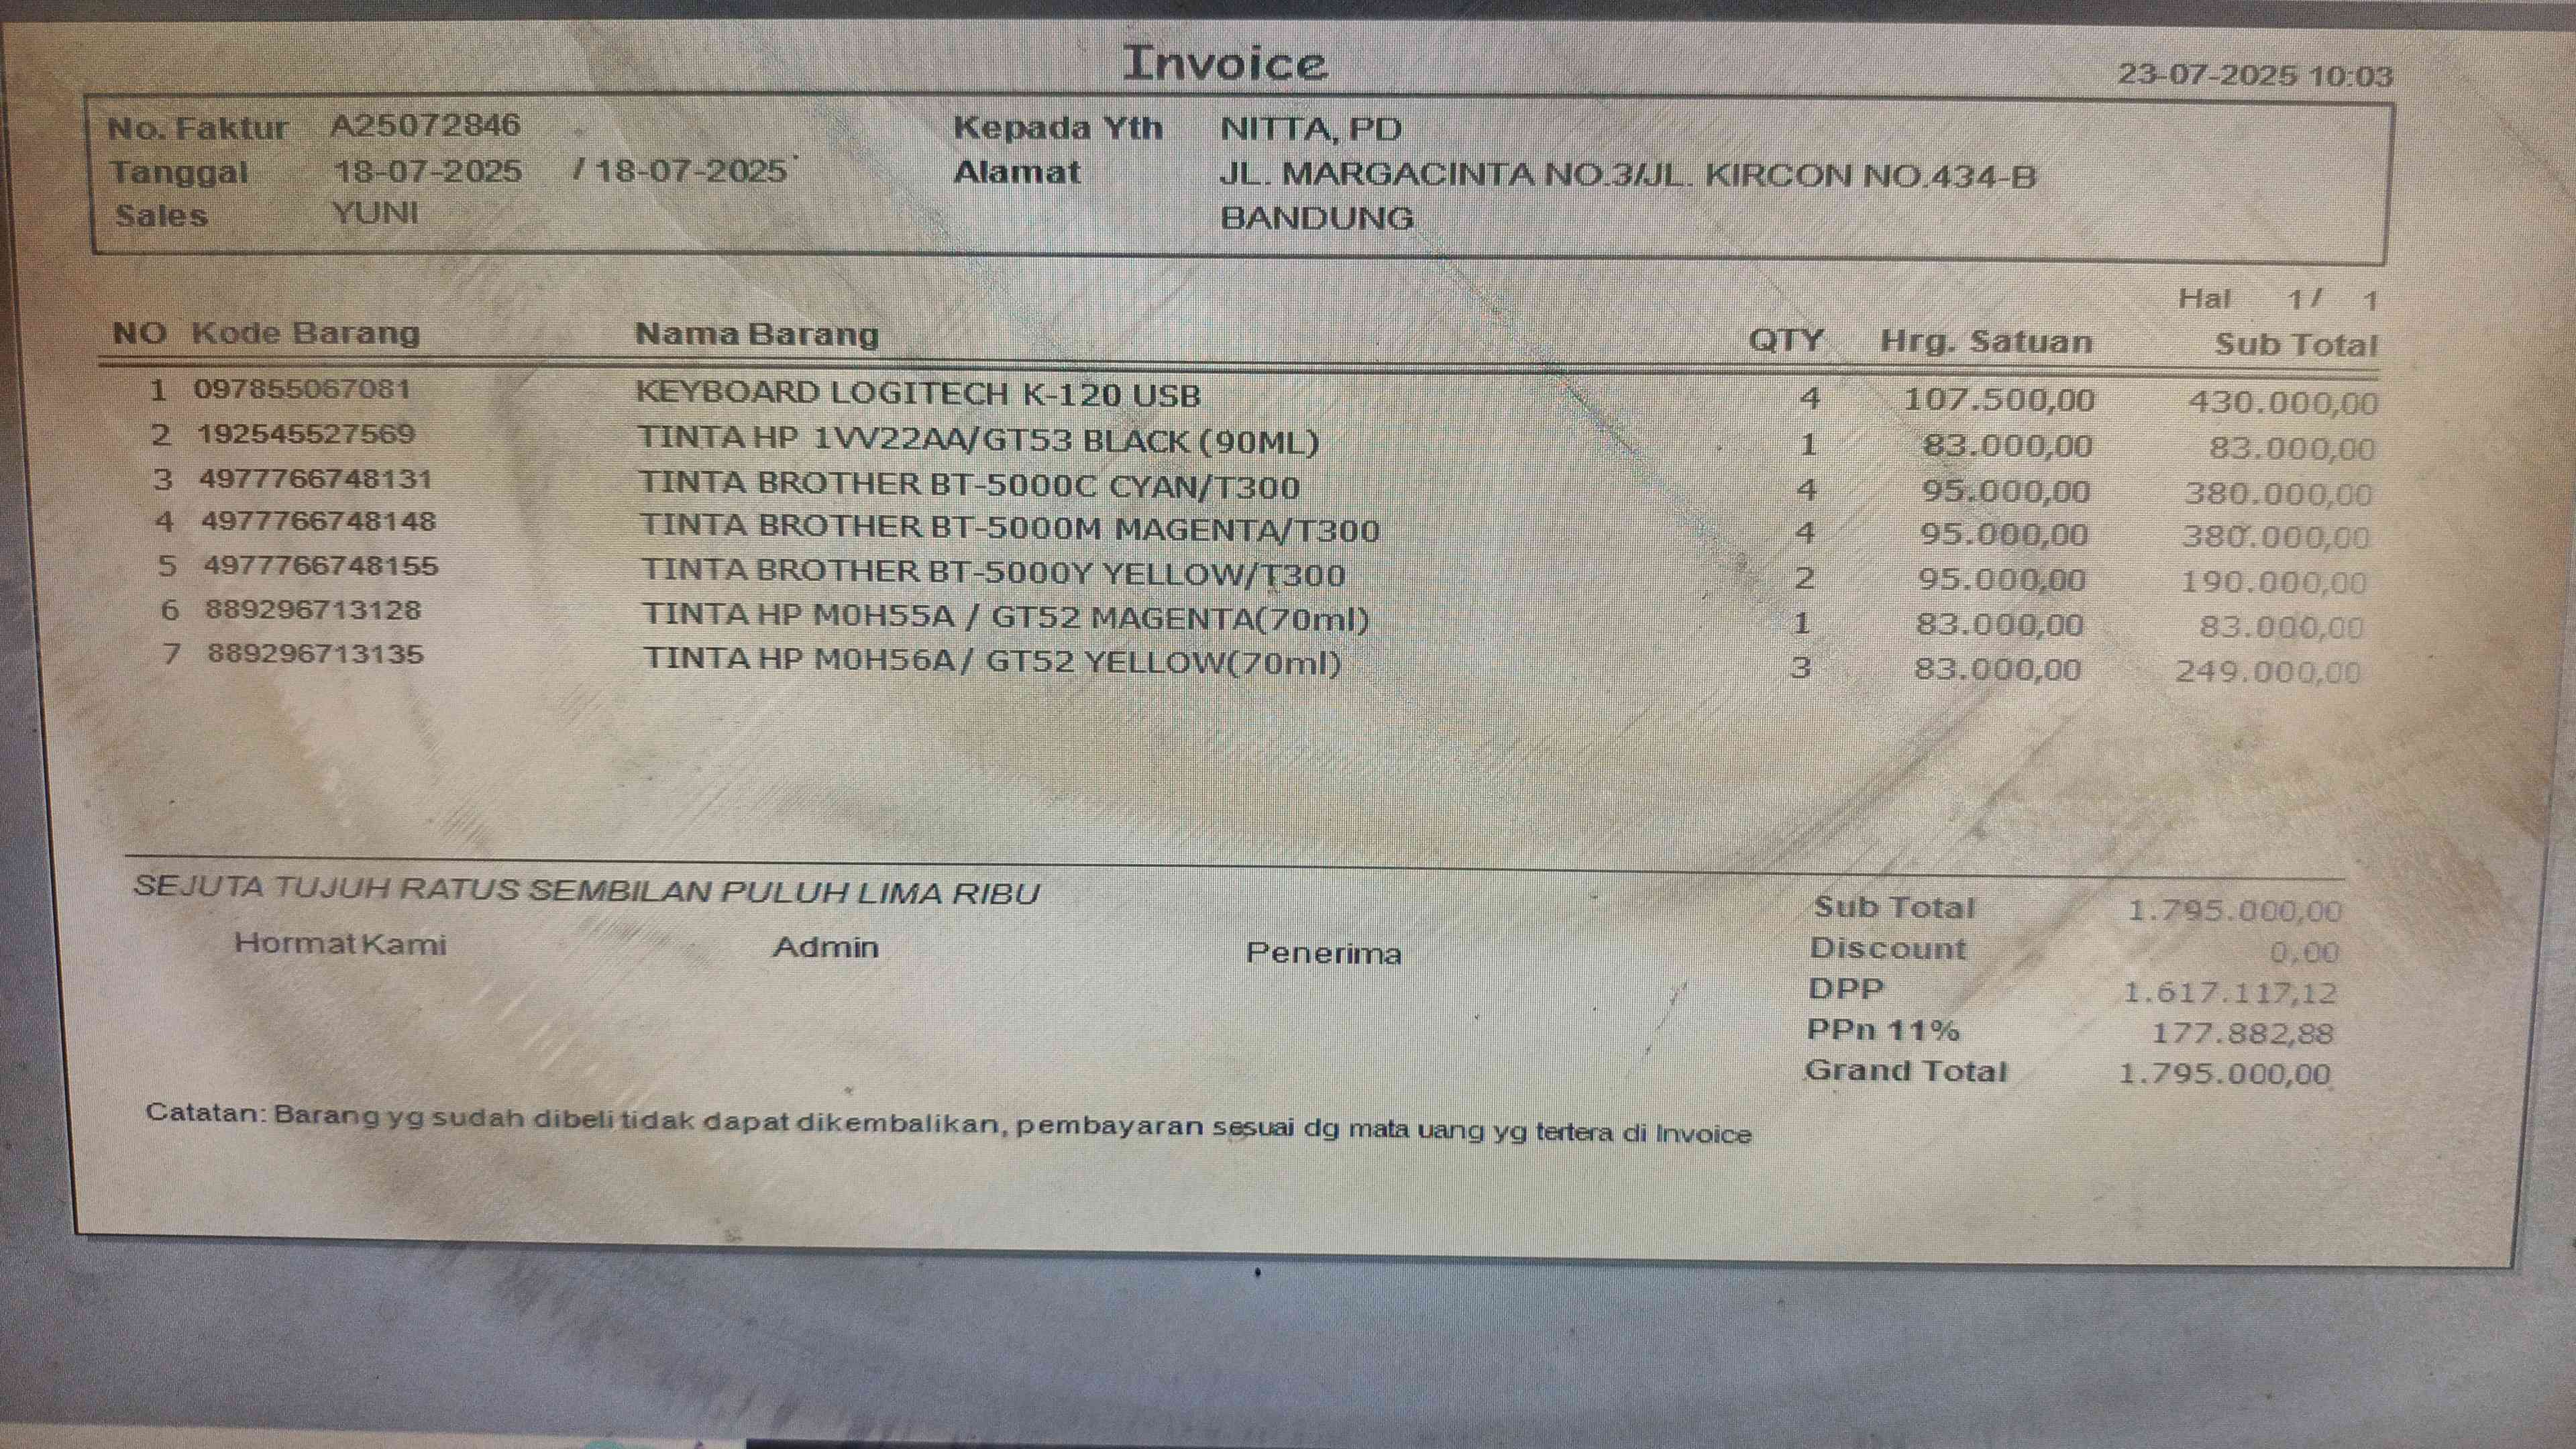 Invoice
23-07-2025 10:03
No. Faktur A25072846 Kepada Yth NITTA, PD
Tanggal 18-07-2025 / 18-07-2025 Alamat JL. MARGACINTA NO.3/JL. KIRCON NO.434-B
Sales YUNI BANDUNG
Hal 1/ 1
NO Kode Barang Nama Barang QTY Hrg. Satuan Sub Total
1 097855067081 KEYBOARD LOGITECH K-120 USB 4 107.500,00 430.000,00
2 192545527569 TINTA HP 1VV22AA/GT53 BLACK (90ML) 1 83.000,00 83.000,00
3 4977766748131 TINTA BROTHER BT-5000C CYAN/T300 4 95.000,00 380.000,00
4 4977766748148 TINTA BROTHER BT-5000M MAGENTA/T300 4 95.000,00 380.000,00
5 4977766748155 TINTA BROTHER BT-5000Y YELLOW/T300 2 95.000,00 190.000,00
6 889296713128 TINTA HP M0H55A / GT52 MAGENTA(70ml) 1 83.000,00 83.000,00
7 889296713135 TINTA HP M0H56A/ GT52 YELLOW(70ml) 3 83.000,00 249.000,00
SEJUTA TUJUH RATUS SEMBILAN PULUH LIMA RIBU
Hormat Kami Admin Penerima
Sub Total 1.795.000,00
Discount 0,00
DPP 1.617.117,12
PPn 11% 177.882,88
Grand Total 1.795.000,00
Catatan: Barang yg sudah dibeli tidak dapat dikembalikan, pembayaran sesuai dg mata uang yg tertera di Invoice